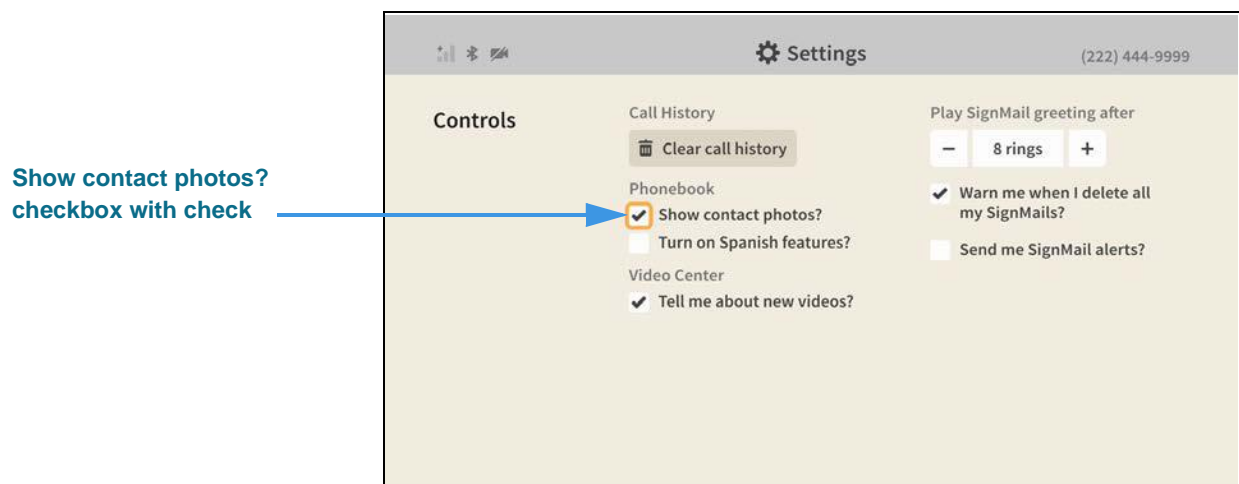 Settings
(222) 444-9999
Show contact photos?
checkbox with check
Controls
Call History
Clear call history
Phonebook
Show contact photos?
Turn on Spanish features?
Video Center
Tell me about new videos?
Play SignMail greeting after
− 8 rings +
Warn me when I delete all
my SignMails?
Send me SignMail alerts?